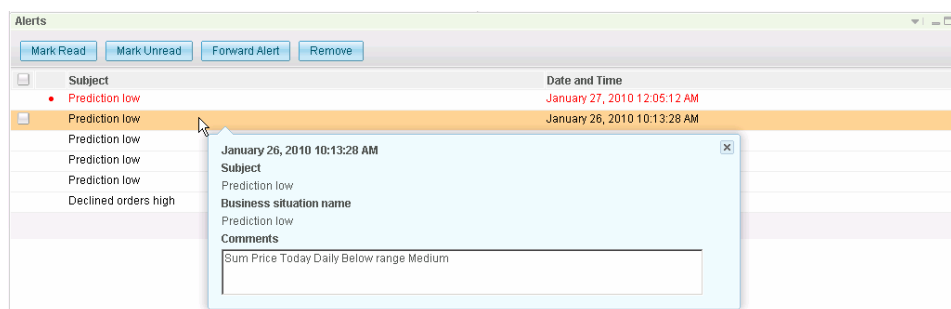 Alerts
Mark Read Mark Unread Forward Alert Remove
Subject Date and Time
Prediction low January 27, 2010 12:05:12 AM
Prediction low January 26, 2010 10:13:28 AM
Prediction low
Prediction low
Prediction low
Declined orders high
January 26, 2010 10:13:28 AM
Subject
Prediction low
Business situation name
Prediction low
Comments
Sum Price Today Daily Below range Medium